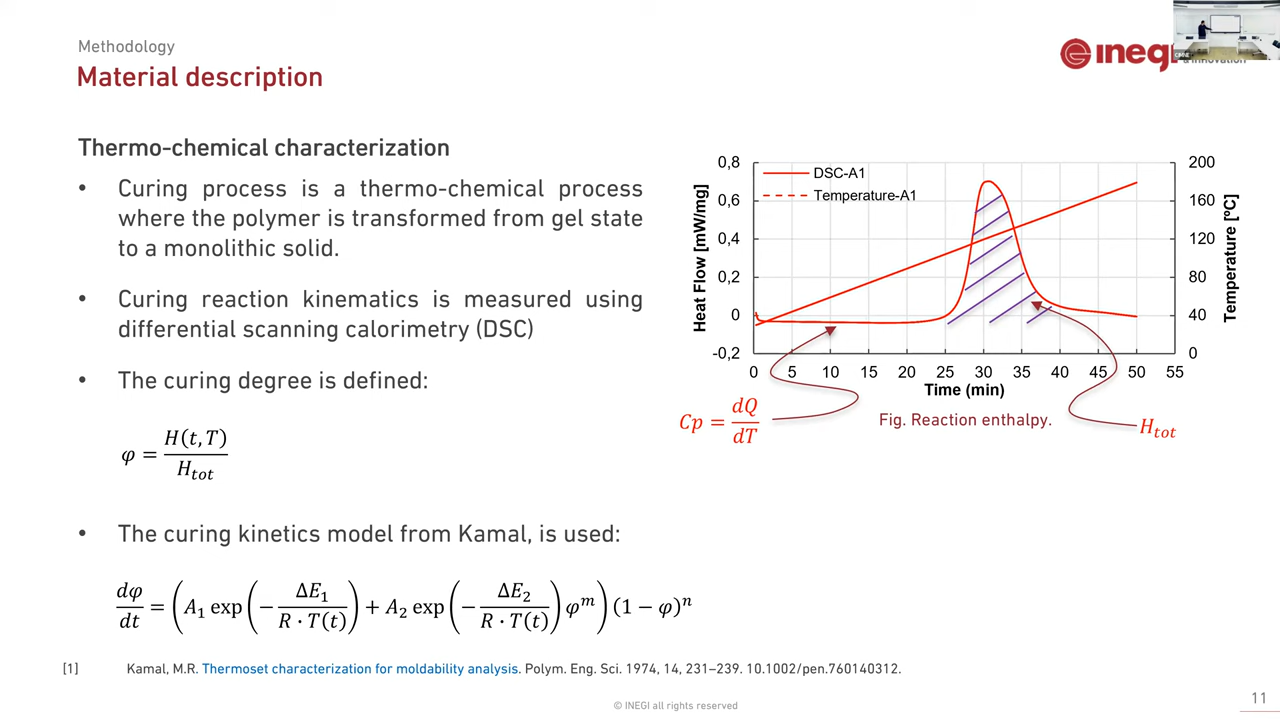 Methodology
Material description
inegi
& innovation
Thermo-chemical characterization
• Curing process is a thermo-chemical process
where the polymer is transformed from gel state
to a monolithic solid.
• Curing reaction kinematics is measured using
differential scanning calorimetry (DSC)
• The curing degree is defined:
φ = H(t,T) / H_tot
• The curing kinetics model from Kamal, is used:
dφ/dt = (A₁ exp(−ΔE₁/(R·T(t))) + A₂ exp(−ΔE₂/(R·T(t))) φᵐ) (1 − φ)ⁿ
DSC-A1
Temperature-A1
Heat Flow [mW/mg]
0,8
0,6
0,4
0,2
0
-0,2
200
160
120
80
40
0
Temperature [ºC]
0 5 10 15 20 25 30 35 40 45 50 55
Time (min)
Cp = dQ/dT
Fig. Reaction enthalpy.
H_tot
[1] Kamal, M.R. Thermoset characterization for moldability analysis. Polym. Eng. Sci. 1974, 14, 231–239. 10.1002/pen.760140312.
© INEGI all rights reserved
11